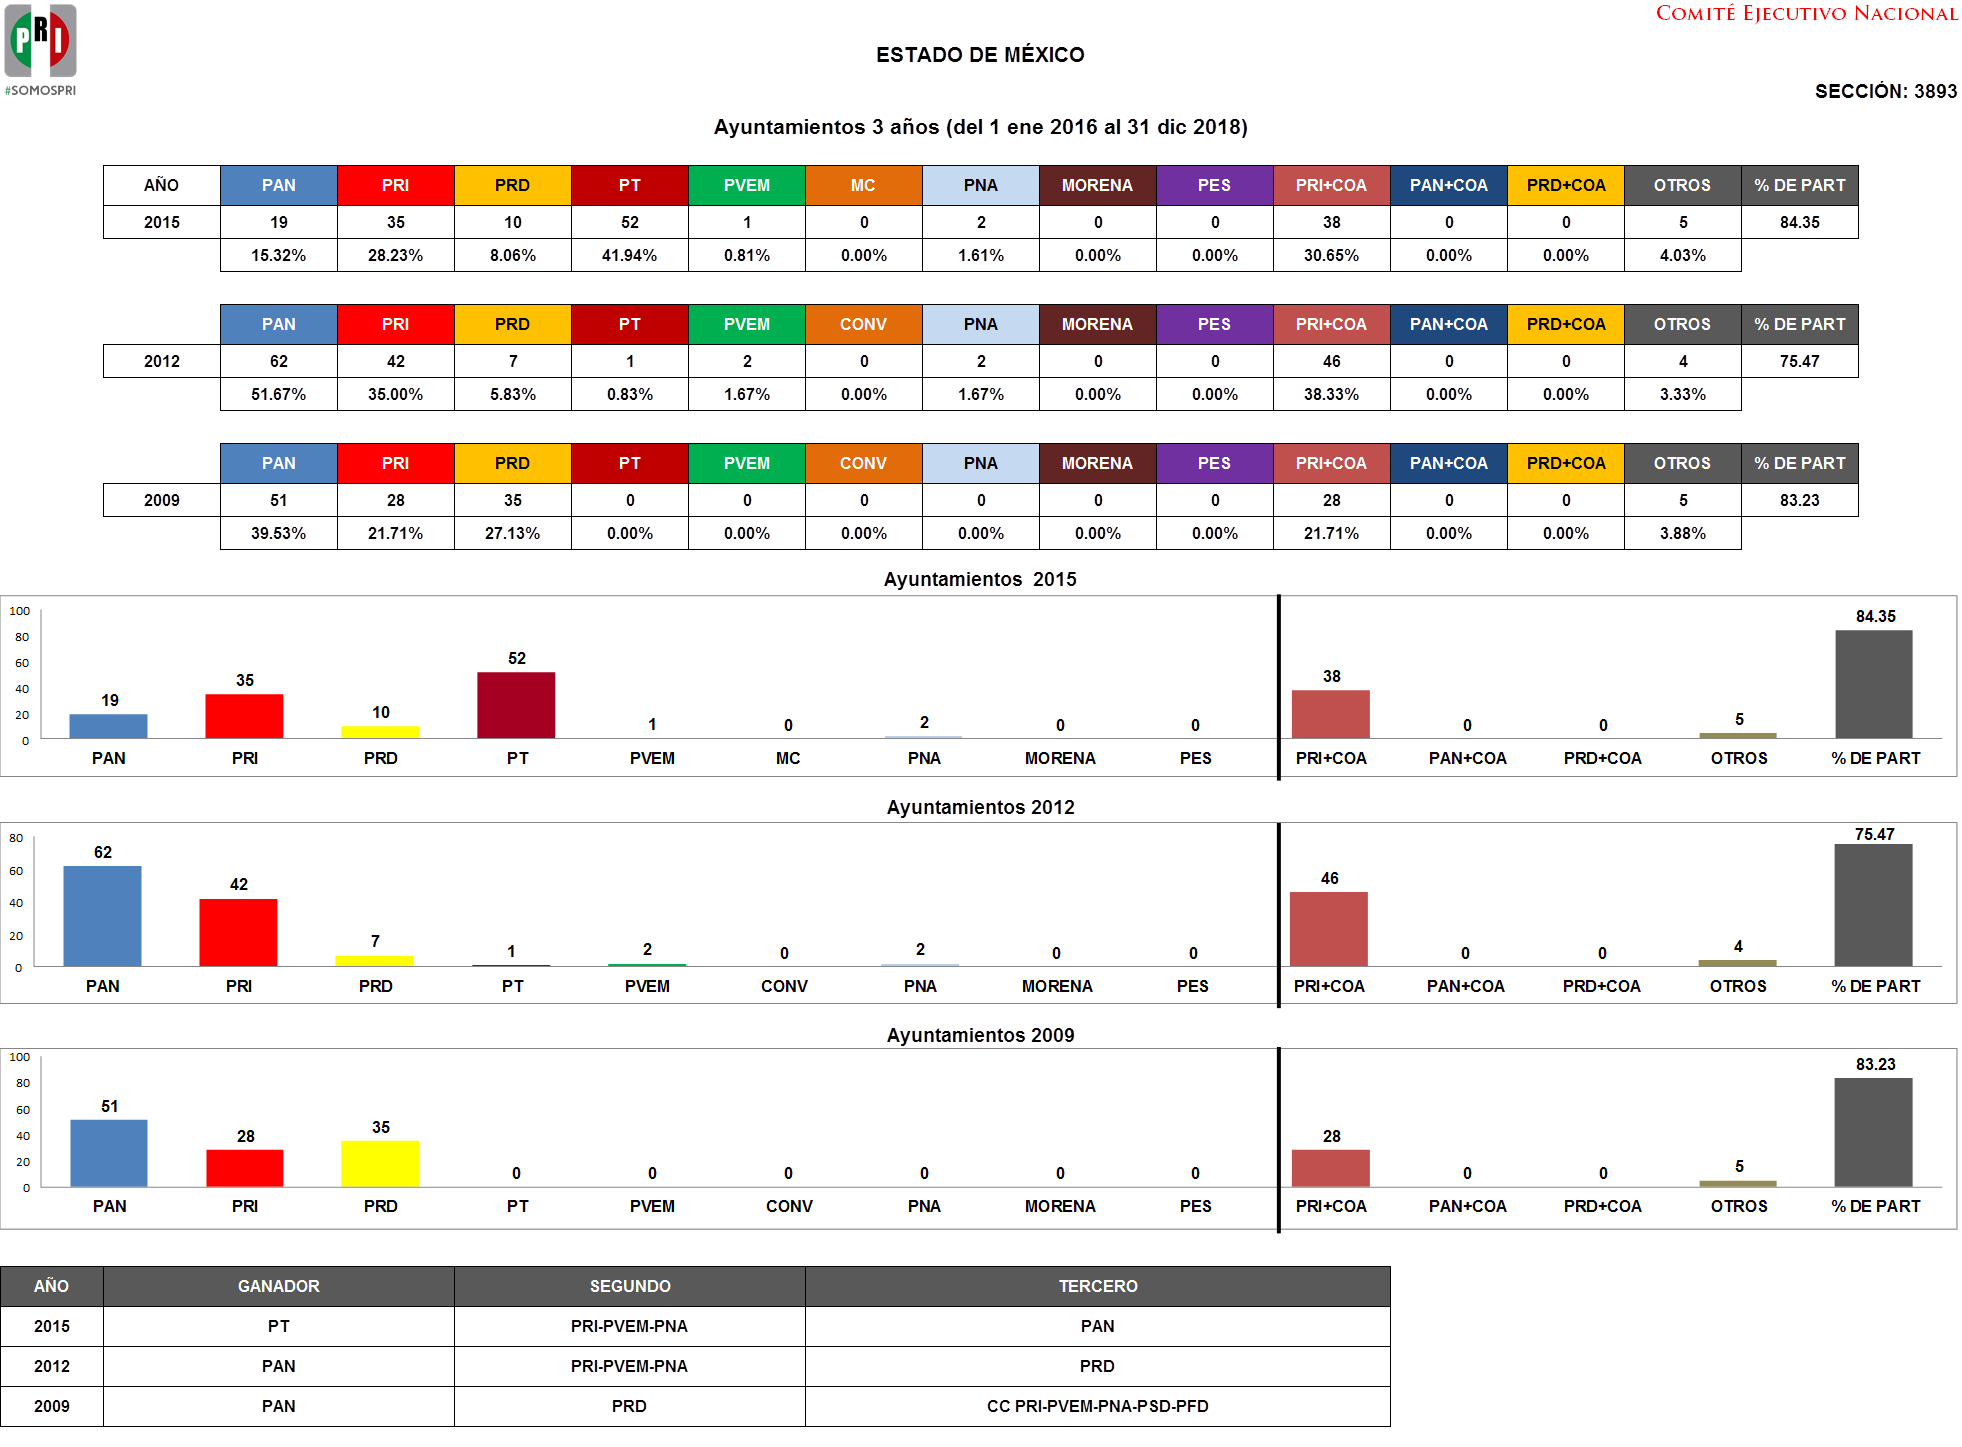 PRI
#SOMOSPRI
COMITÉ EJECUTIVO NACIONAL
ESTADO DE MÉXICO
SECCIÓN: 3893
Ayuntamientos 3 años (del 1 ene 2016 al 31 dic 2018)
AÑO PAN PRI PRD PT PVEM MC PNA MORENA PES PRI+COA PAN+COA PRD+COA OTROS % DE PART
2015 19 35 10 52 1 0 2 0 0 38 0 0 5 84.35
15.32% 28.23% 8.06% 41.94% 0.81% 0.00% 1.61% 0.00% 0.00% 30.65% 0.00% 0.00% 4.03%
PAN PRI PRD PT PVEM CONV PNA MORENA PES PRI+COA PAN+COA PRD+COA OTROS % DE PART
2012 62 42 7 1 2 0 2 0 0 46 0 0 4 75.47
51.67% 35.00% 5.83% 0.83% 1.67% 0.00% 1.67% 0.00% 0.00% 38.33% 0.00% 0.00% 3.33%
PAN PRI PRD PT PVEM CONV PNA MORENA PES PRI+COA PAN+COA PRD+COA OTROS % DE PART
2009 51 28 35 0 0 0 0 0 0 28 0 0 5 83.23
39.53% 21.71% 27.13% 0.00% 0.00% 0.00% 0.00% 0.00% 0.00% 21.71% 0.00% 0.00% 3.88%
Ayuntamientos 2015
100
80
60
40
20
0
19 35 10 52 1 0 2 0 0 38 0 0 5 84.35
PAN PRI PRD PT PVEM MC PNA MORENA PES PRI+COA PAN+COA PRD+COA OTROS % DE PART
Ayuntamientos 2012
80
60
40
20
0
62 42 7 1 2 0 2 0 0 46 0 0 4 75.47
PAN PRI PRD PT PVEM CONV PNA MORENA PES PRI+COA PAN+COA PRD+COA OTROS % DE PART
Ayuntamientos 2009
100
80
60
40
20
0
51 28 35 0 0 0 0 0 0 28 0 0 5 83.23
PAN PRI PRD PT PVEM CONV PNA MORENA PES PRI+COA PAN+COA PRD+COA OTROS % DE PART
AÑO GANADOR SEGUNDO TERCERO
2015 PT PRI-PVEM-PNA PAN
2012 PAN PRI-PVEM-PNA PRD
2009 PAN PRD CC PRI-PVEM-PNA-PSD-PFD